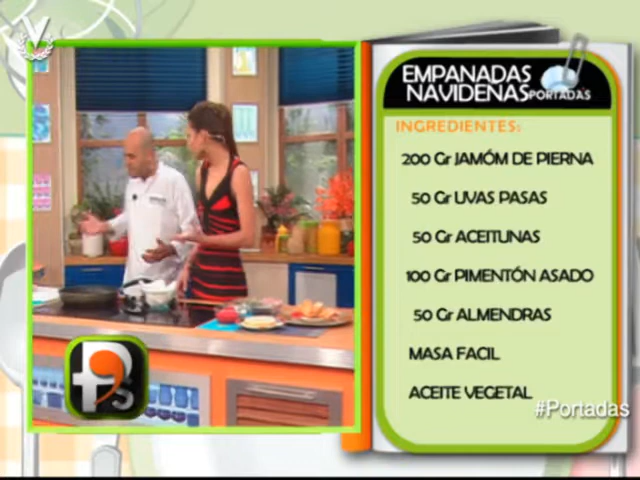 EMPANADAS
NAVIDEÑAS PORTADAS
INGREDIENTES:
200 Gr JAMÓM DE PIERNA
50 Gr UVAS PASAS
50 Gr ACEITUNAS
100 Gr PIMENTÓN ASADO
50 Gr ALMENDRAS
MASA FACIL
ACEITE VEGETAL
#Portadas
P's